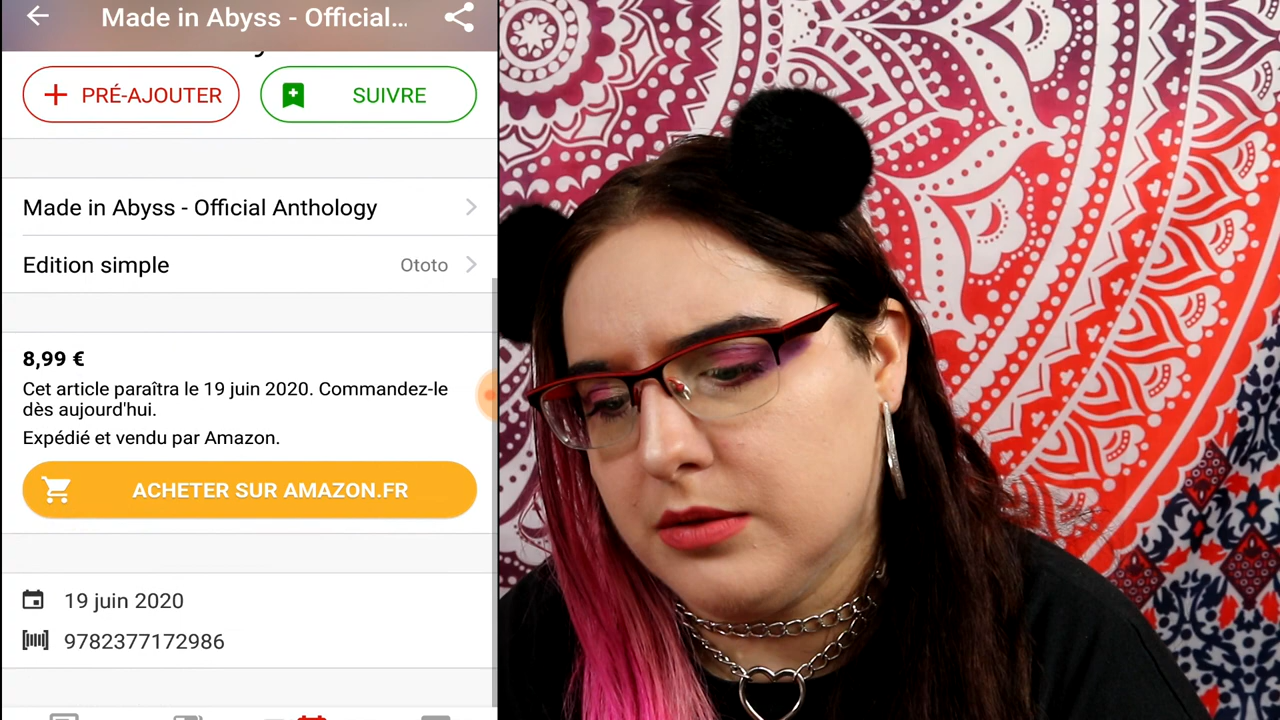 Made in Abyss - Official...
PRÉ-AJOUTER
SUIVRE
Made in Abyss - Official Anthology
Edition simple
Ototo
8,99 €
Cet article paraîtra le 19 juin 2020. Commandez-le
dès aujourd'hui.
Expédié et vendu par Amazon.
ACHETER SUR AMAZON.FR
19 juin 2020
9782377172986